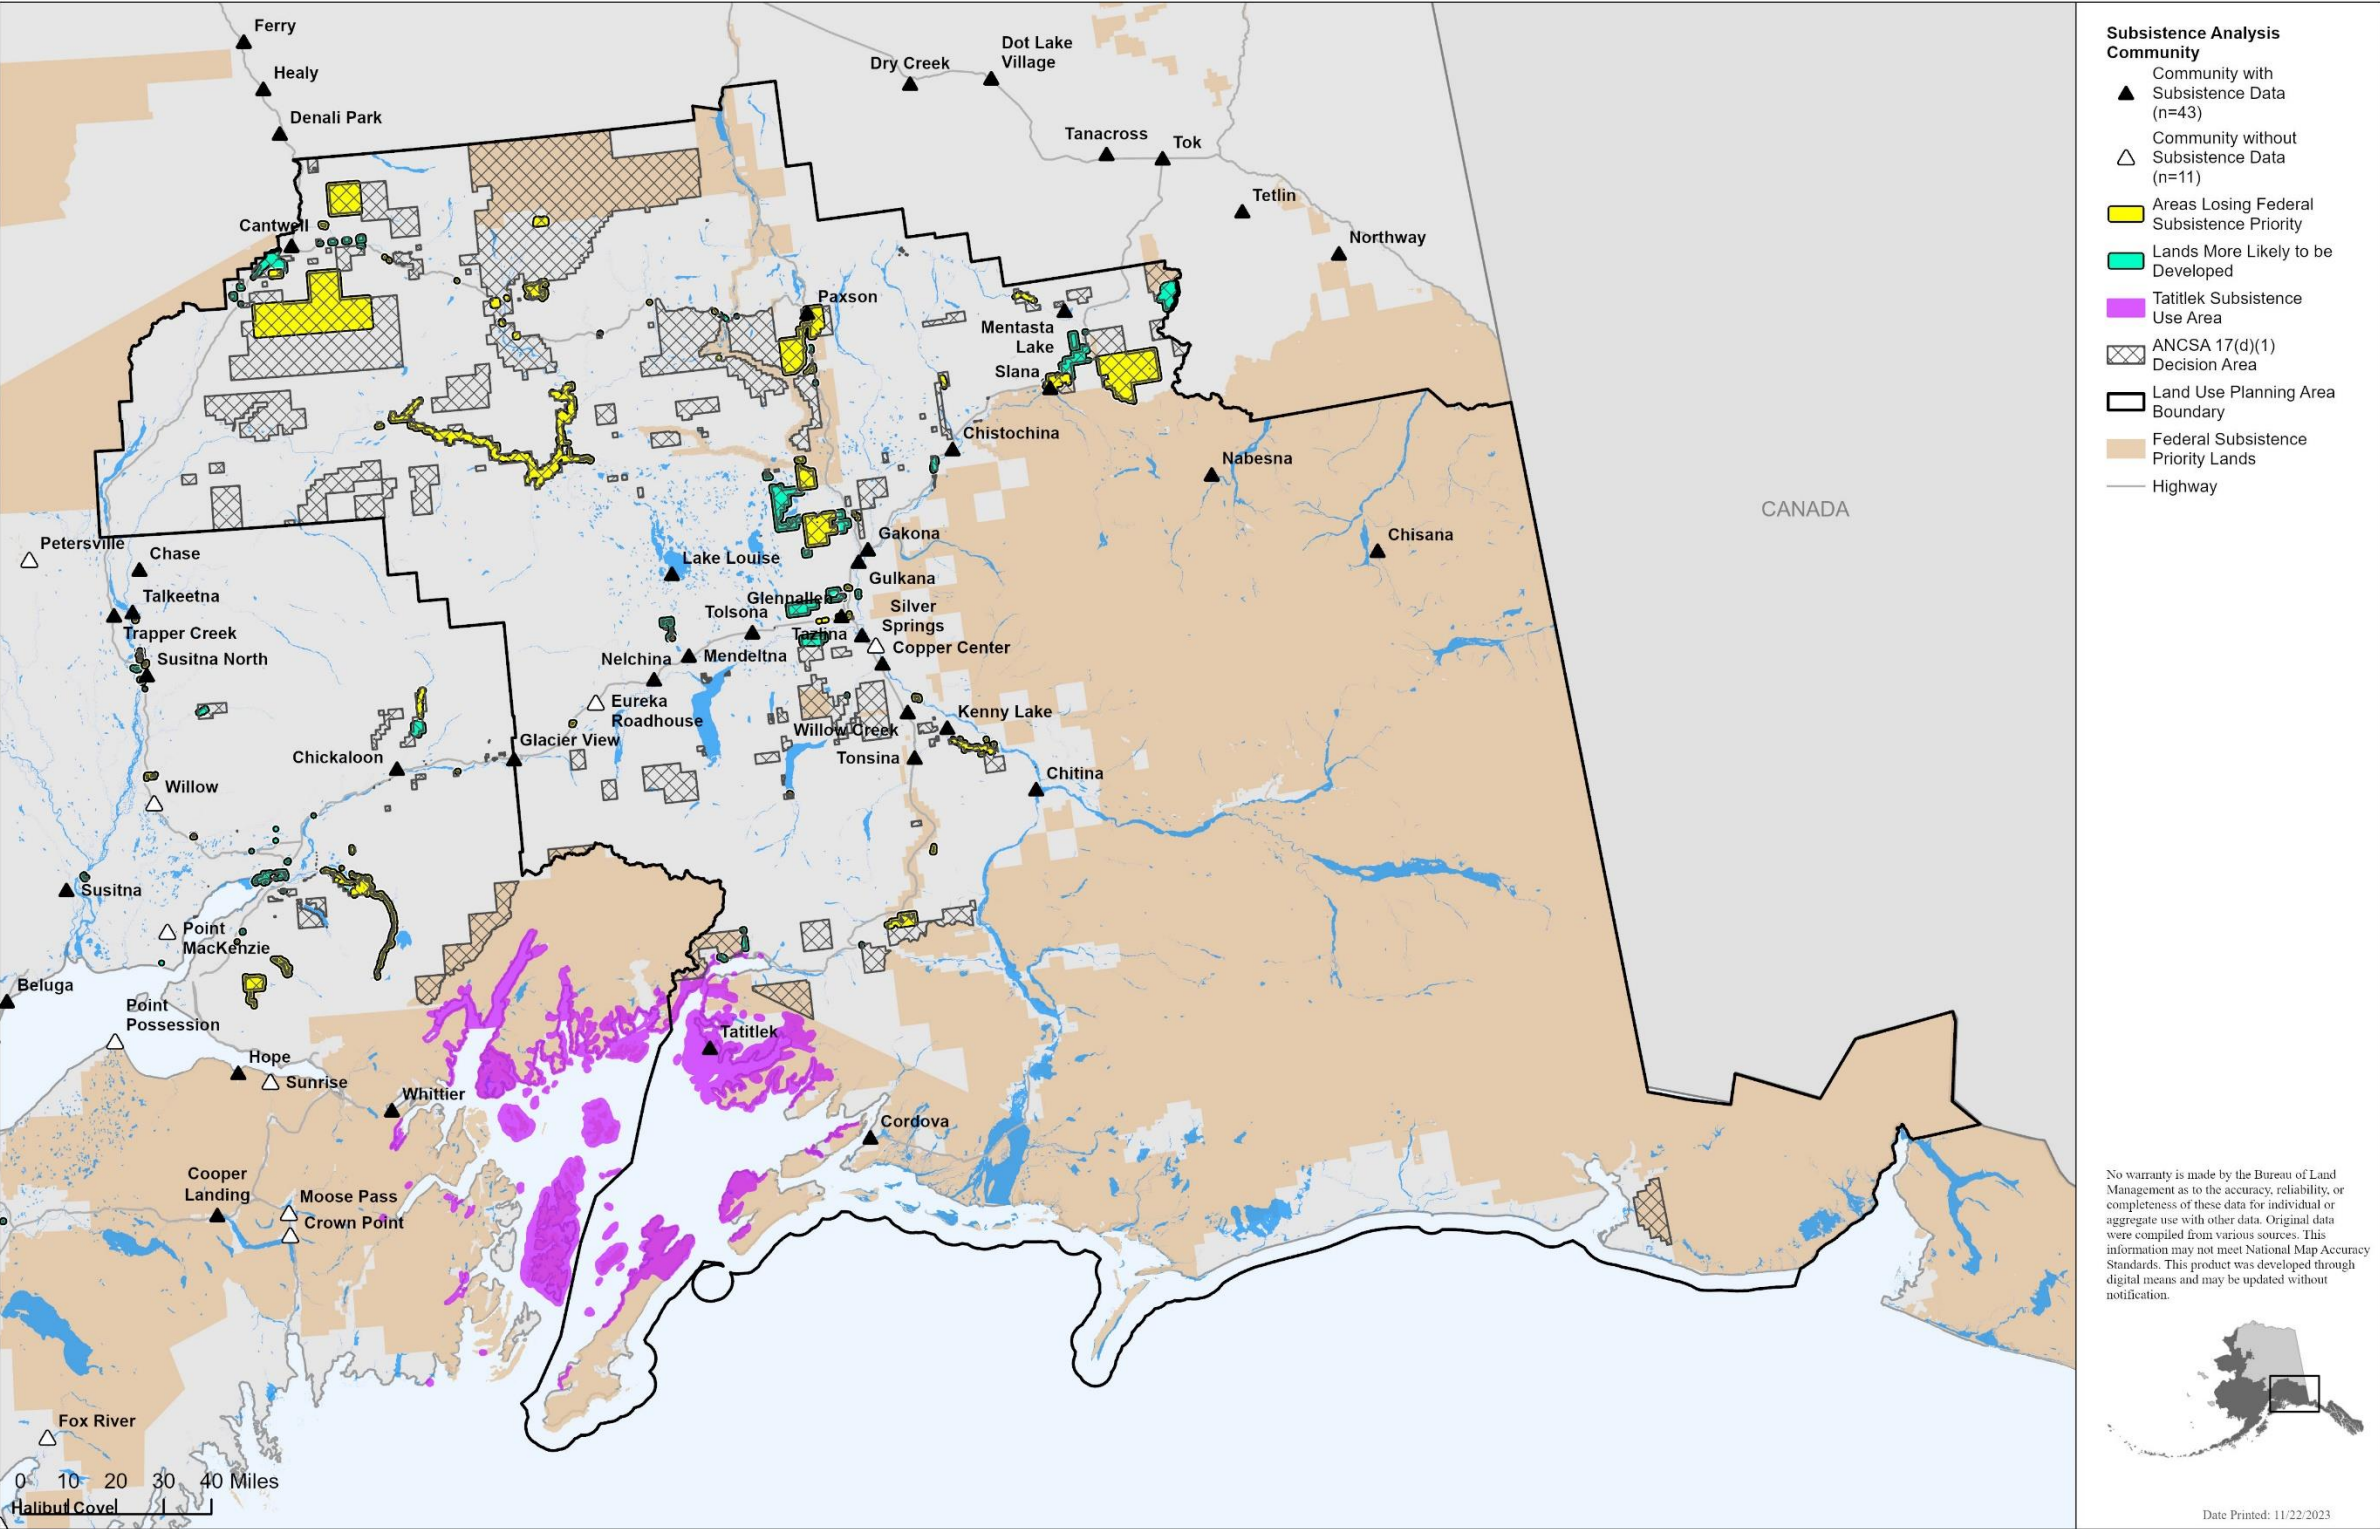 Ferry
Healy
Denali Park
Dry Creek
Dot Lake
Village
Tanacross
Tok
Tetlin
Northway
Cantwell
Paxson
Mentasta
Lake
Slana
Chistochina
Nabesna
CANADA
Chisana
Petersville
Chase
Gakona
Lake Louise
Gulkana
Talkeetna
Glennallen
Tolsona
Silver
Springs
Trapper Creek
Tazlina
Susitna North
Nelchina
Mendeltna
Copper Center
Eureka
Roadhouse
Kenny Lake
Willow Creek
Glacier View
Chickaloon
Tonsina
Chitina
Willow
Susitna
Point
MacKenzie
Beluga
Point
Possession
Tatitlek
Hope
Sunrise
Whittier
Cordova
Cooper
Landing
Moose Pass
Crown Point
Fox River
0 10 20 30 40 Miles
Halibut Cove
Subsistence Analysis
Community
Community with
Subsistence Data
(n=43)
Community without
Subsistence Data
(n=11)
Areas Losing Federal
Subsistence Priority
Lands More Likely to be
Developed
Tatitlek Subsistence
Use Area
ANCSA 17(d)(1)
Decision Area
Land Use Planning Area
Boundary
Federal Subsistence
Priority Lands
Highway
No warranty is made by the Bureau of Land
Management as to the accuracy, reliability, or
completeness of these data for individual or
aggregate use with other data. Original data
were compiled from various sources. This
information may not meet National Map Accuracy
Standards. This product was developed through
digital means and may be updated without
notification.
Date Printed: 11/22/2023